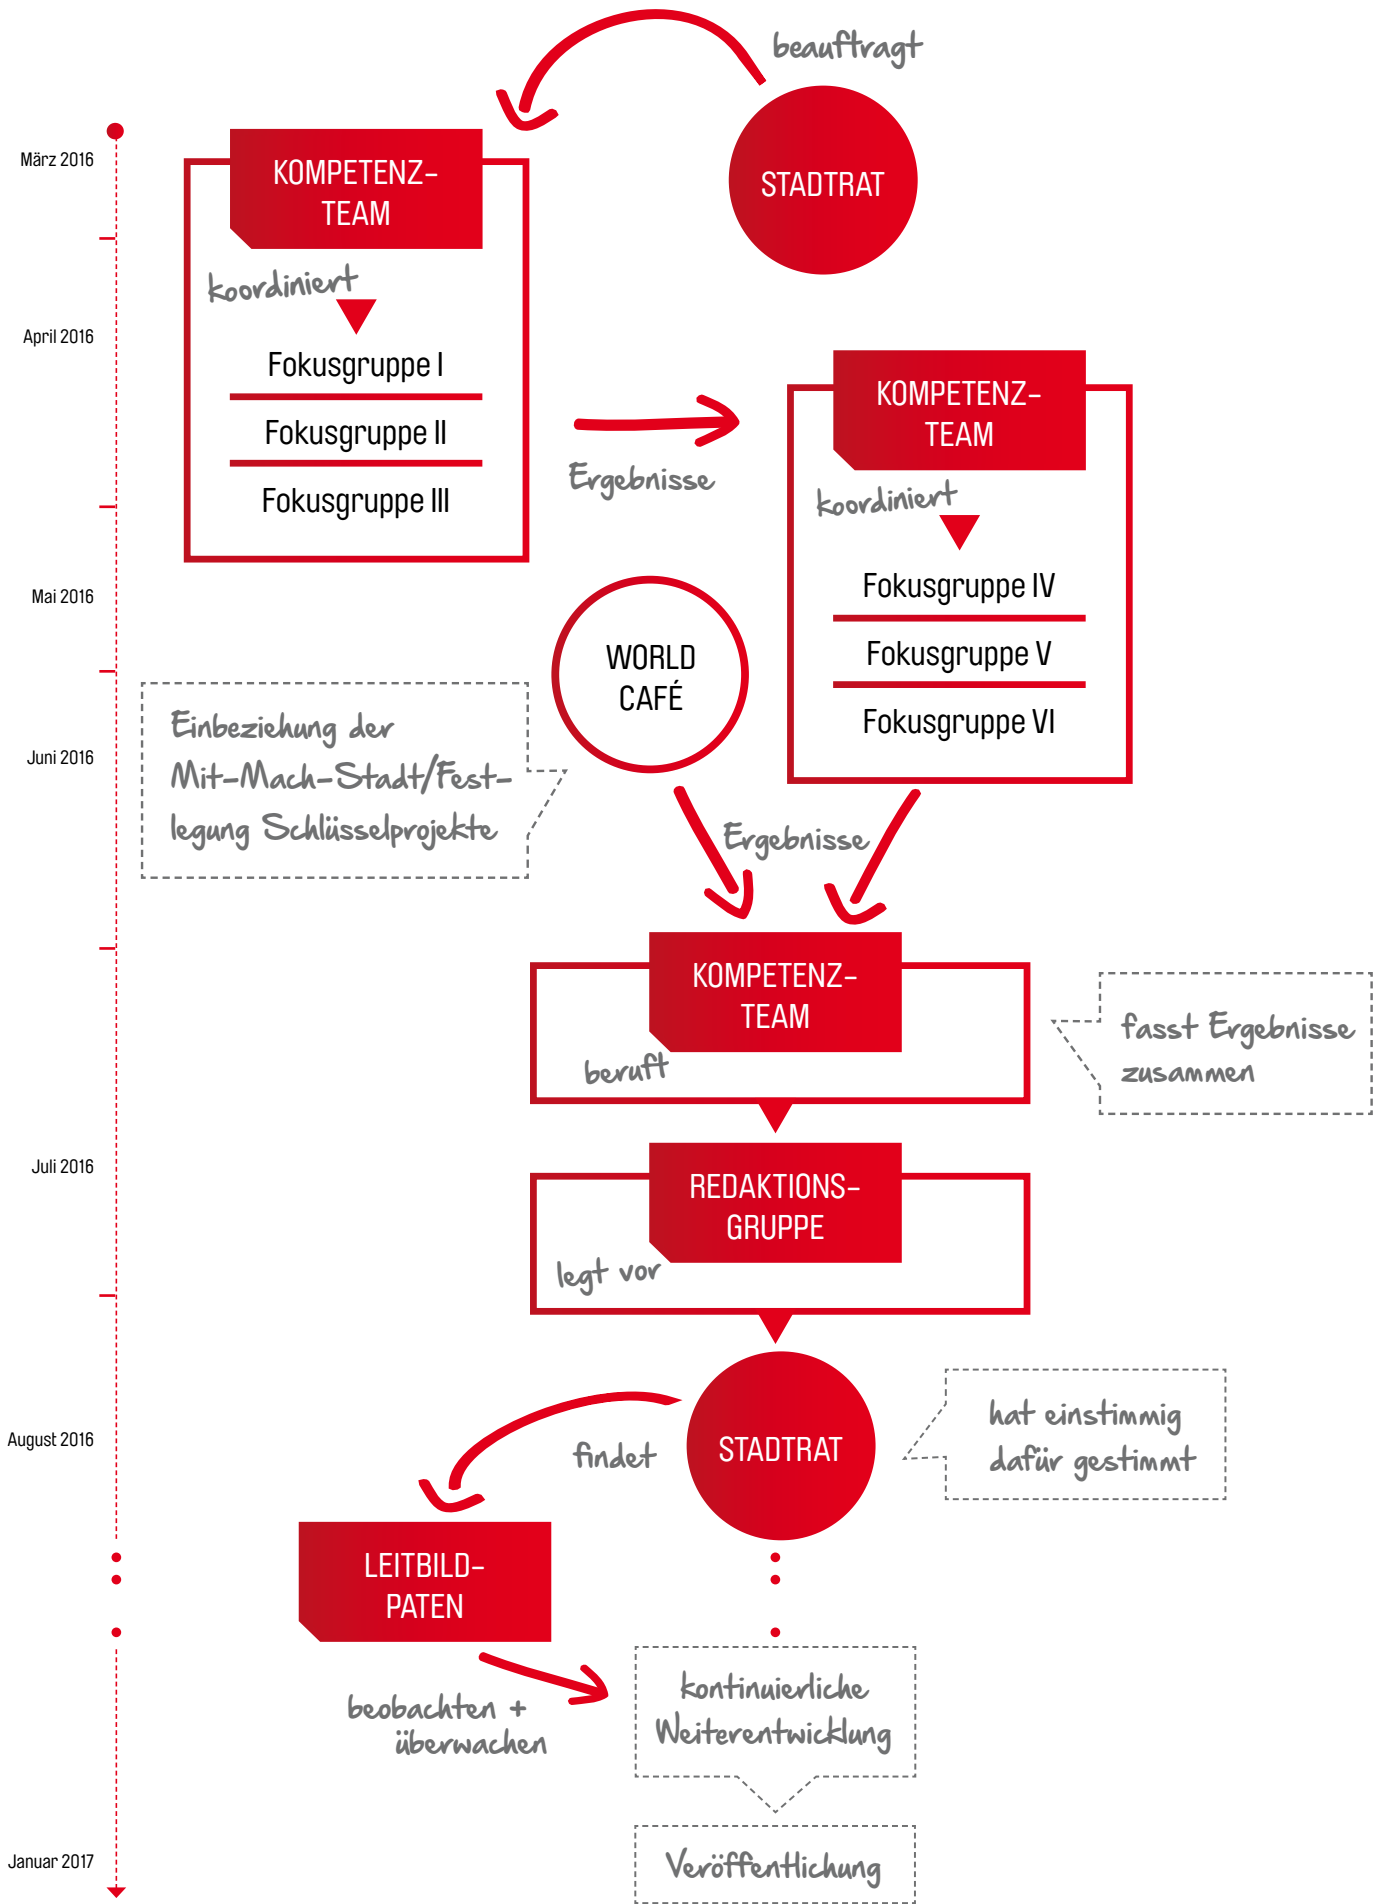 beauftragt
März 2016
KOMPETENZ-
TEAM
STADTRAT
koordiniert
April 2016
Fokusgruppe I
Fokusgruppe II
Fokusgruppe III
Ergebnisse
KOMPETENZ-
TEAM
koordiniert
Fokusgruppe IV
Fokusgruppe V
Fokusgruppe VI
Mai 2016
WORLD
CAFÉ
Juni 2016
Einbeziehung der
Mit-Mach-Stadt/Fest-
legung Schlüsselprojekte
Ergebnisse
KOMPETENZ-
TEAM
beruft
fasst Ergebnisse
zusammen
Juli 2016
REDAKTIONS-
GRUPPE
legt vor
August 2016
findet
STADTRAT
hat einstimmig
dafür gestimmt
LEITBILD-
PATEN
beobachten +
überwachen
kontinuierliche
Weiterentwicklung
Januar 2017
Veröffentlichung